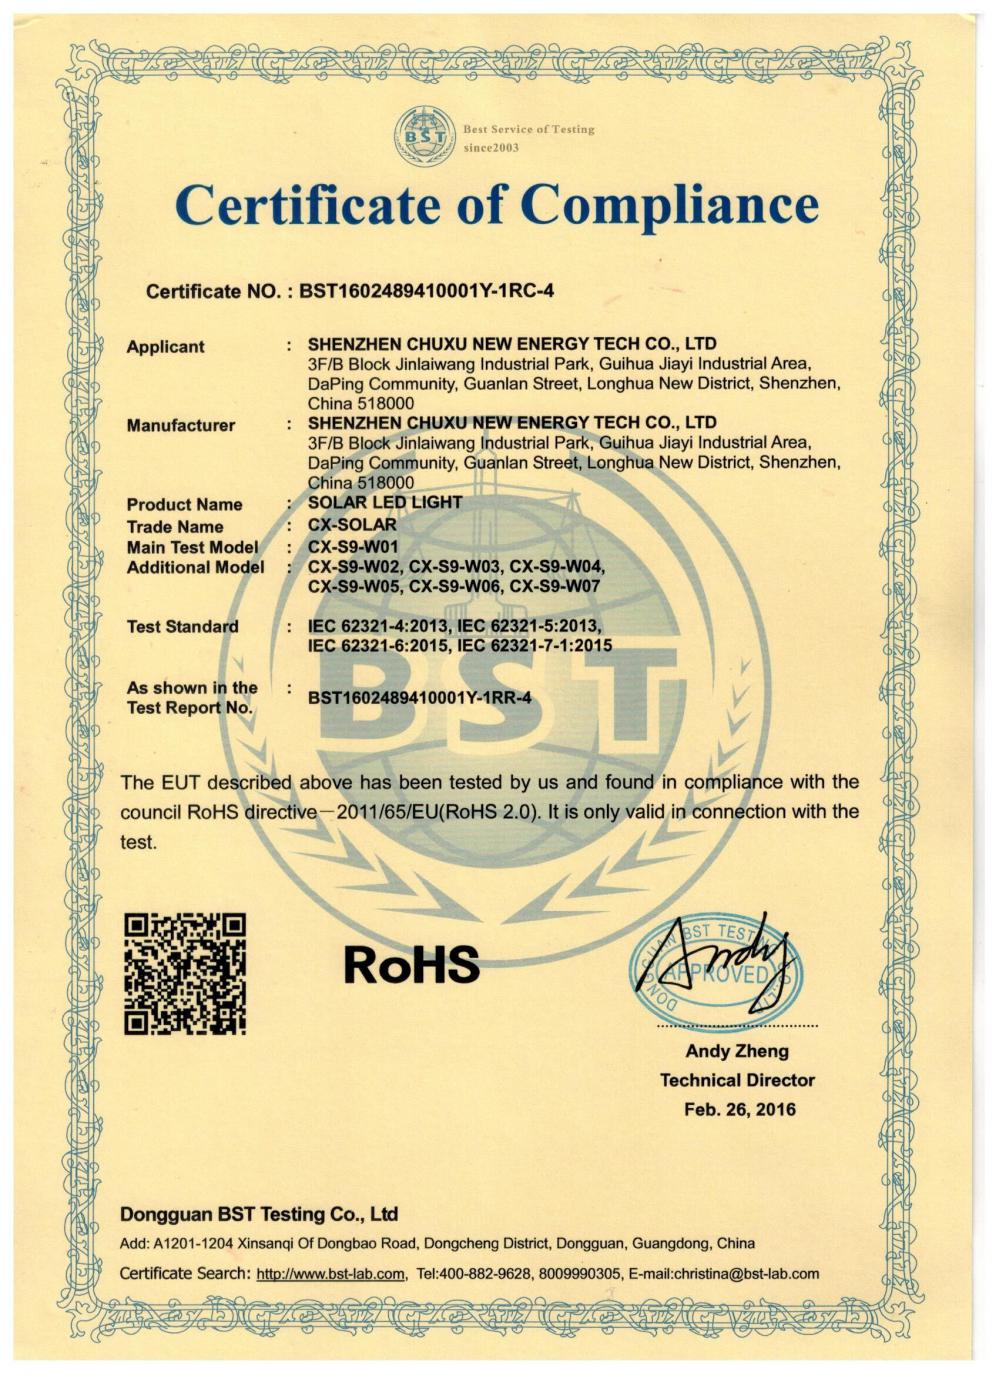 BST
Best Service of Testing
since2003
Certificate of Compliance
Certificate NO. : BST1602489410001Y-1RC-4
Applicant : SHENZHEN CHUXU NEW ENERGY TECH CO., LTD
3F/B Block Jinlaiwang Industrial Park, Guihua Jiayi Industrial Area,
DaPing Community, Guanlan Street, Longhua New District, Shenzhen,
China 518000
Manufacturer : SHENZHEN CHUXU NEW ENERGY TECH CO., LTD
3F/B Block Jinlaiwang Industrial Park, Guihua Jiayi Industrial Area,
DaPing Community, Guanlan Street, Longhua New District, Shenzhen,
China 518000
Product Name : SOLAR LED LIGHT
Trade Name : CX-SOLAR
Main Test Model : CX-S9-W01
Additional Model : CX-S9-W02, CX-S9-W03, CX-S9-W04,
CX-S9-W05, CX-S9-W06, CX-S9-W07
Test Standard : IEC 62321-4:2013, IEC 62321-5:2013,
IEC 62321-6:2015, IEC 62321-7-1:2015
As shown in the :
Test Report No. BST1602489410001Y-1RR-4
BST
The EUT described above has been tested by us and found in compliance with the
council RoHS directive—2011/65/EU(RoHS 2.0). It is only valid in connection with the
test.
RoHS
BST
APPROVED
Andy
Andy Zheng
Technical Director
Feb. 26, 2016
Dongguan BST Testing Co., Ltd
Add: A1201-1204 Xinsanqi Of Dongbao Road, Dongcheng District, Dongguan, Guangdong, China
Certificate Search: http://www.bst-lab.com, Tel:400-882-9628, 8009990305, E-mail:christina@bst-lab.com